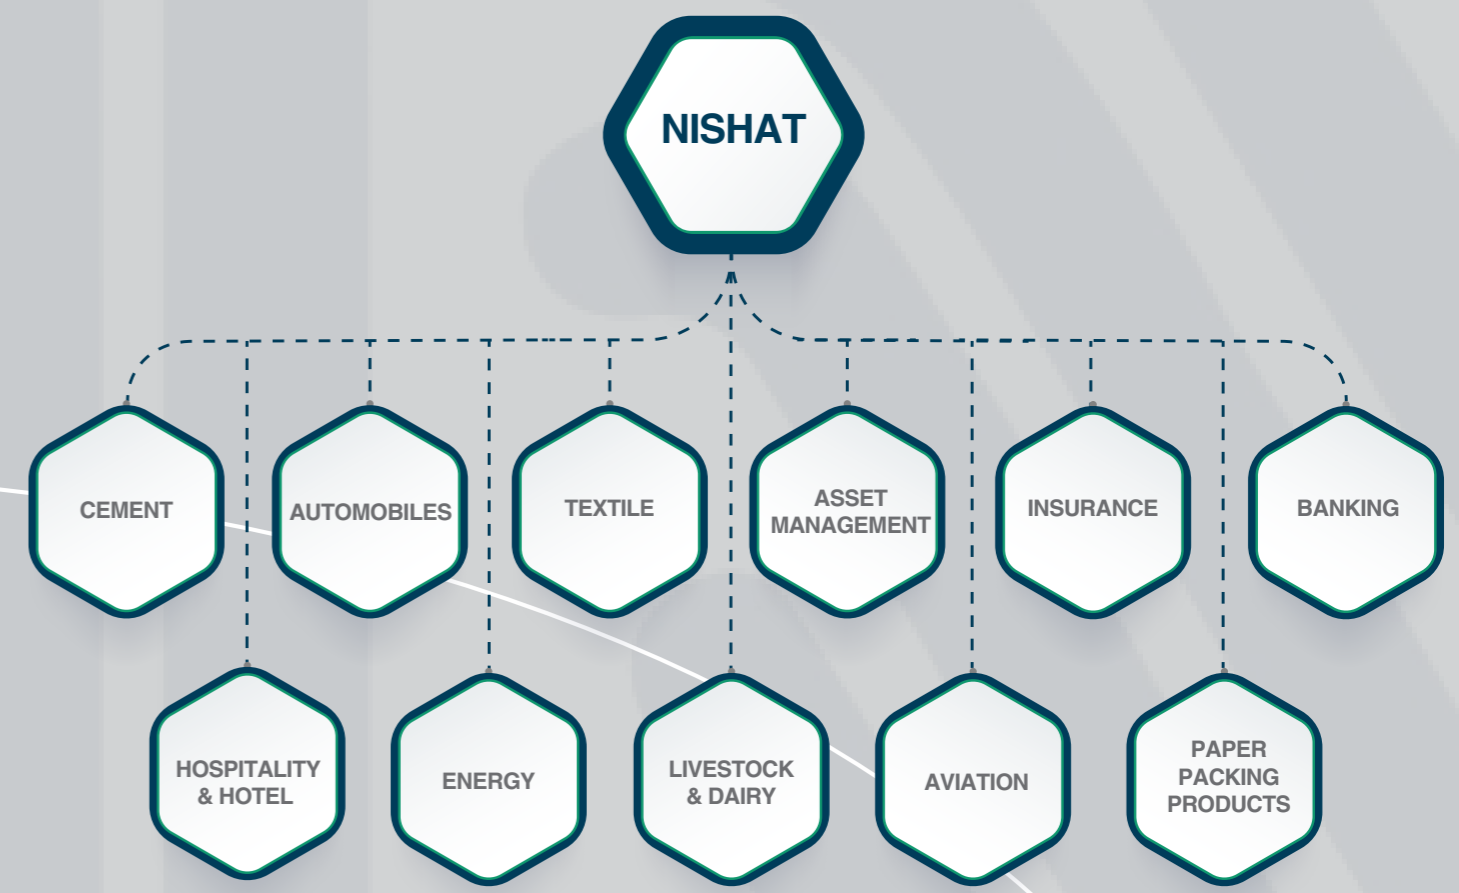 NISHAT
CEMENT
AUTOMOBILES
TEXTILE
ASSET
MANAGEMENT
INSURANCE
BANKING
HOSPITALITY
& HOTEL
ENERGY
LIVESTOCK
& DAIRY
AVIATION
PAPER
PACKING
PRODUCTS